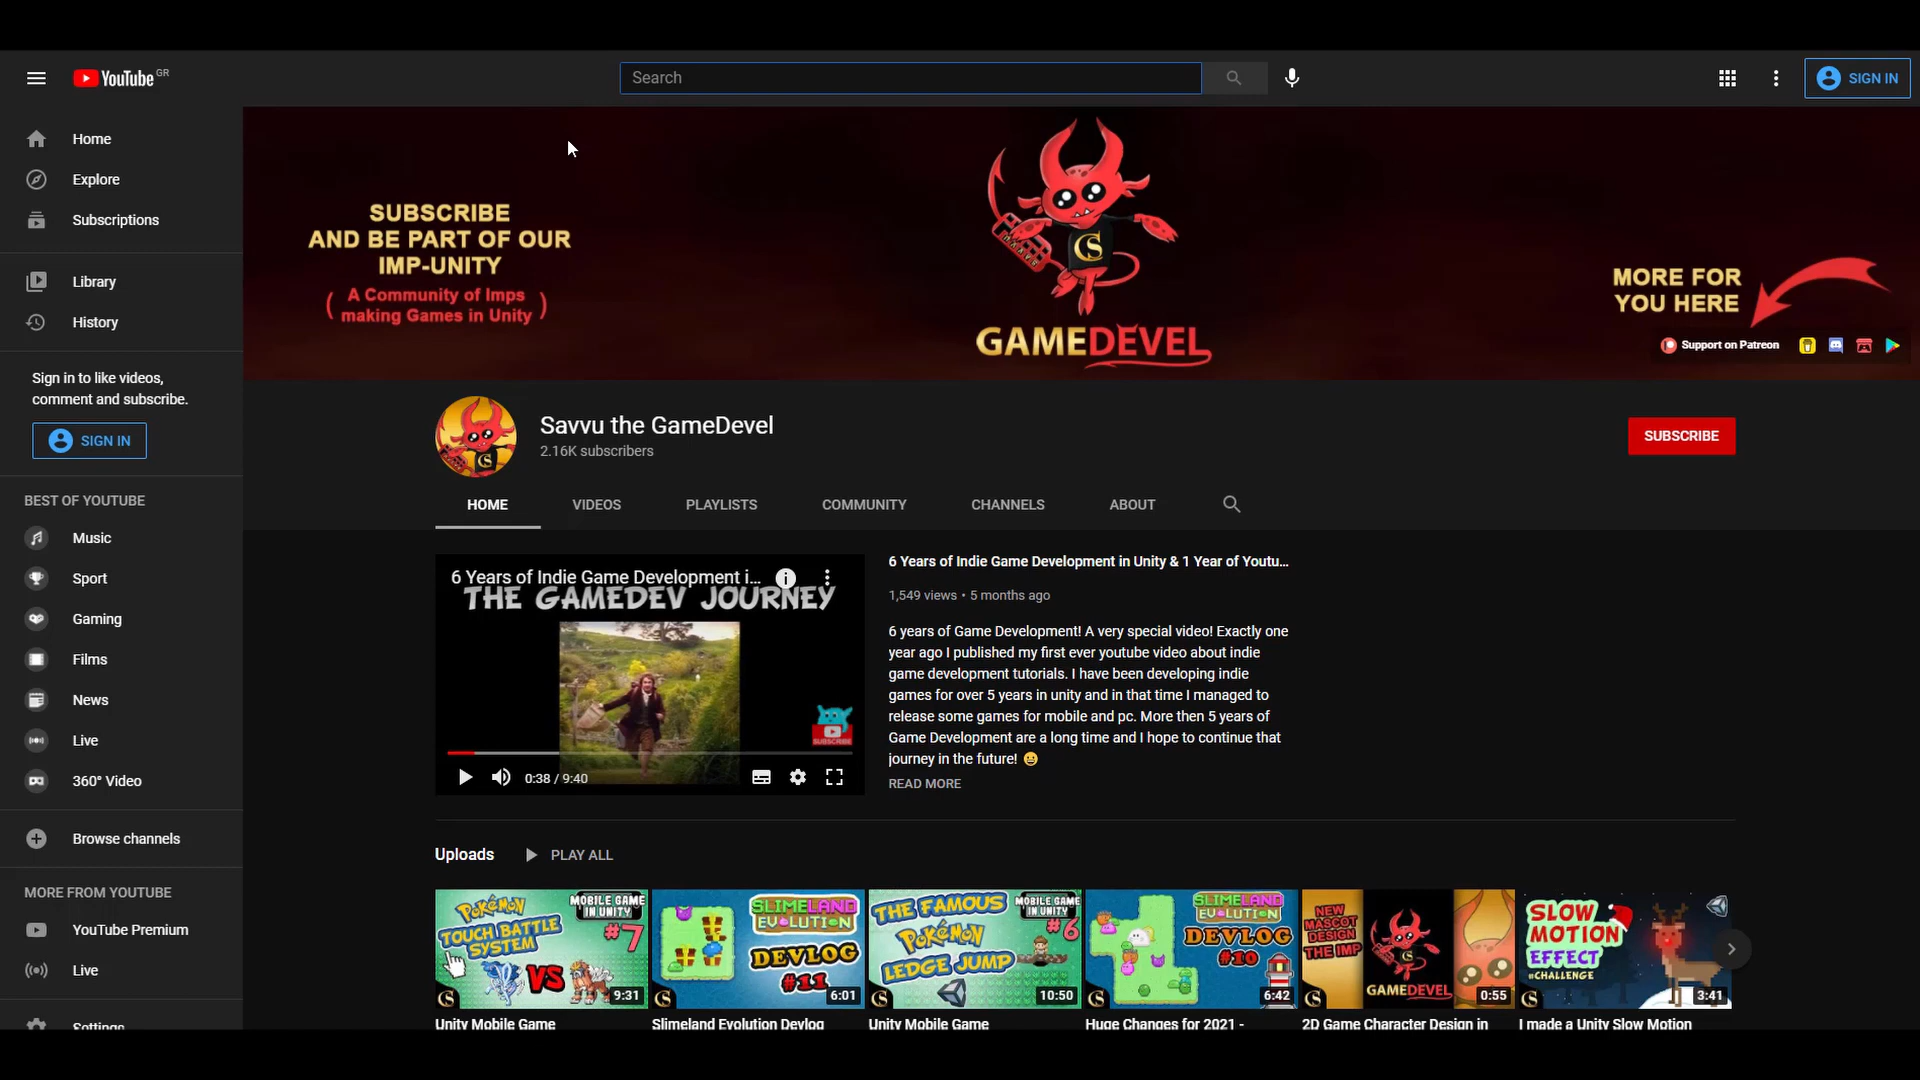 YouTube GR
Search
SIGN IN
Home
Explore
Subscriptions
Library
History
Sign in to like videos,
comment and subscribe.
SIGN IN
BEST OF YOUTUBE
Music
Sport
Gaming
Films
News
Live
360° Video
Browse channels
MORE FROM YOUTUBE
YouTube Premium
Live
Settings
SUBSCRIBE
AND BE PART OF OUR
IMP-UNITY
( A Community of Imps
making Games in Unity )
CS
GAMEDEVEL
MORE FOR
YOU HERE
Support on Patreon
Savvu the GameDevel
2.16K subscribers
SUBSCRIBE
HOME
VIDEOS
PLAYLISTS
COMMUNITY
CHANNELS
ABOUT
6 Years of Indie Game Development i...
THE GAMEDEV JOURNEY
SUBSCRIBE
0:38 / 9:40
6 Years of Indie Game Development in Unity & 1 Year of Youtu...
1,549 views • 5 months ago
6 years of Game Development! A very special video! Exactly one
year ago I published my first ever youtube video about indie
game development tutorials. I have been developing indie
games for over 5 years in unity and in that time I managed to
release some games for mobile and pc. More then 5 years of
Game Development are a long time and I hope to continue that
journey in the future! 😀
READ MORE
Uploads
PLAY ALL
POKéMON
TOUCH BATTLE
SYSTEM
MOBILE GAME
IN UNITY
#7
VS
9:31
Unity Mobile Game
SLIMELAND
EVOLUTION
DEVLOG
#11
6:01
Slimeland Evolution Devlog
THE FAMOUS
POKéMON
LEDGE JUMP
MOBILE GAME
IN UNITY
#6
10:50
Unity Mobile Game
SLIMELAND
EVOLUTION
DEVLOG
#10
6:42
Huge Changes for 2021 -
NEW
MASCOT
DESIGN
THE IMP
GAMEDEVEL
0:55
2D Game Character Design in
SLOW
MOTION
EFFECT
#CHALLENGE
3:41
I made a Unity Slow Motion